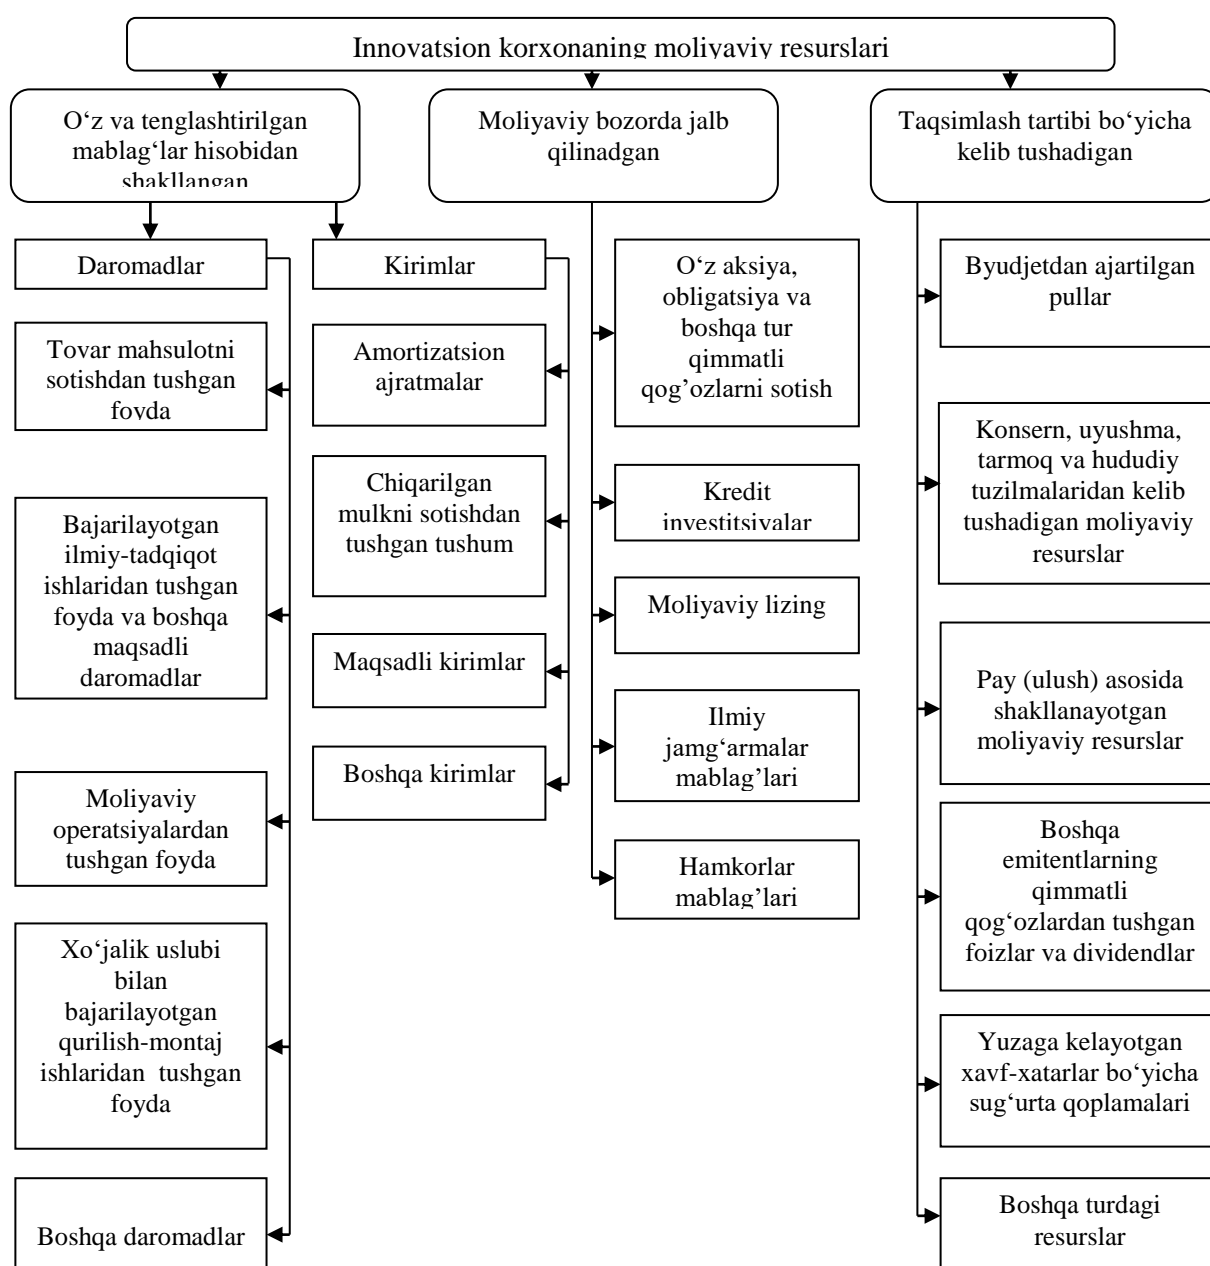 Innovatsion korxonaning moliyaviy resurslari
O‘z va tenglashtirilgan
mablag‘lar hisobidan
shakllangan
Moliyaviy bozorda jalb
qilinadgan
Taqsimlash tartibi bo‘yicha
kelib tushadigan
Daromadlar
Tovar mahsulotni
sotishdan tushgan
foyda
Bajarilayotgan
ilmiy-tadqiqot
ishlaridan tushgan
foyda va boshqa
maqsadli
daromadlar
Moliyaviy
operatsiyalardan
tushgan foyda
Xo‘jalik uslubi
bilan
bajarilayotgan
qurilish-montaj
ishlaridan tushgan
foyda
Boshqa daromadlar
Kirimlar
Amortizatsion
ajratmalar
Chiqarilgan
mulkni sotishdan
tushgan tushum
Maqsadli kirimlar
Boshqa kirimlar
O‘z aksiya,
obligatsiya va
boshqa tur
qimmatli
qog’ozlarni sotish
Kredit
investitsiyalar
Moliyaviy lizing
Ilmiy
jamg‘armalar
mablag’lari
Hamkorlar
mablag’lari
Byudjetdan ajartilgan
pullar
Konsern, uyushma,
tarmoq va hududiy
tuzilmalaridan kelib
tushadigan moliyaviy
resurslar
Pay (ulush) asosida
shakllanayotgan
moliyaviy resurslar
Boshqa
emitentlarning
qimmatli
qog‘ozlardan tushgan
foizlar va dividendlar
Yuzaga kelayotgan
xavf-xatarlar bo‘yicha
sug‘urta qoplamalari
Boshqa turdagi
resurslar